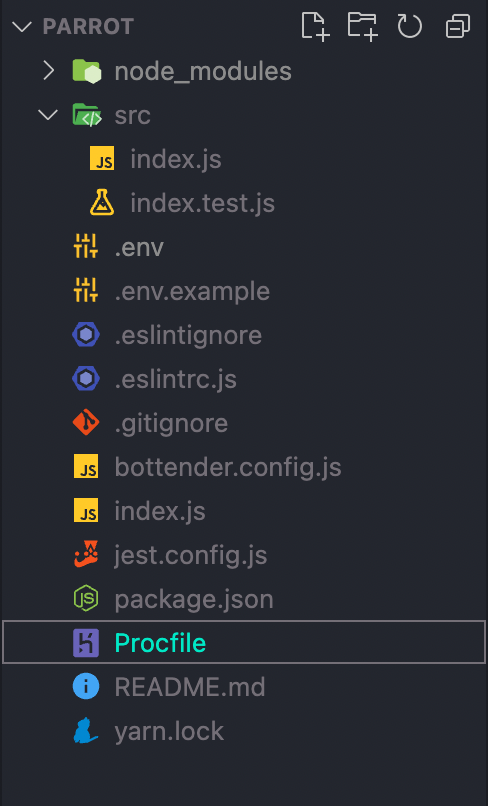 PARROT
node_modules
src
JS index.js
index.test.js
.env
.env.example
.eslintignore
.eslintrc.js
.gitignore
JS bottender.config.js
JS index.js
jest.config.js
JS package.json
Procfile
i README.md
yarn.lock